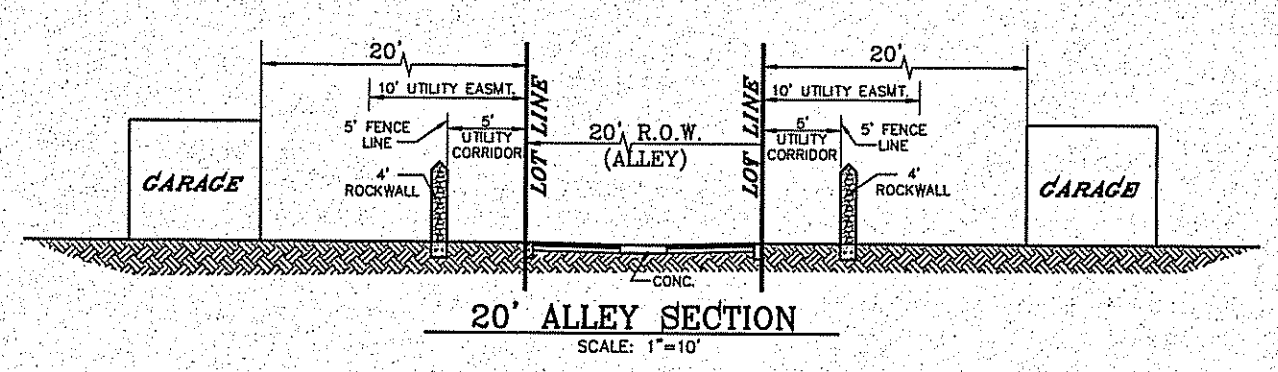 20'
10' UTILITY EASMT.
5' FENCE
LINE
5'
UTILITY
CORRIDOR
4'
ROCKWALL
GARAGE
LOT LINE
20' R.O.W.
(ALLEY)
LOT LINE
20'
10' UTILITY EASMT.
5'
UTILITY
CORRIDOR
5' FENCE
LINE
4'
ROCKWALL
GARAGE
CONC.
20' ALLEY SECTION
SCALE: 1"=10'